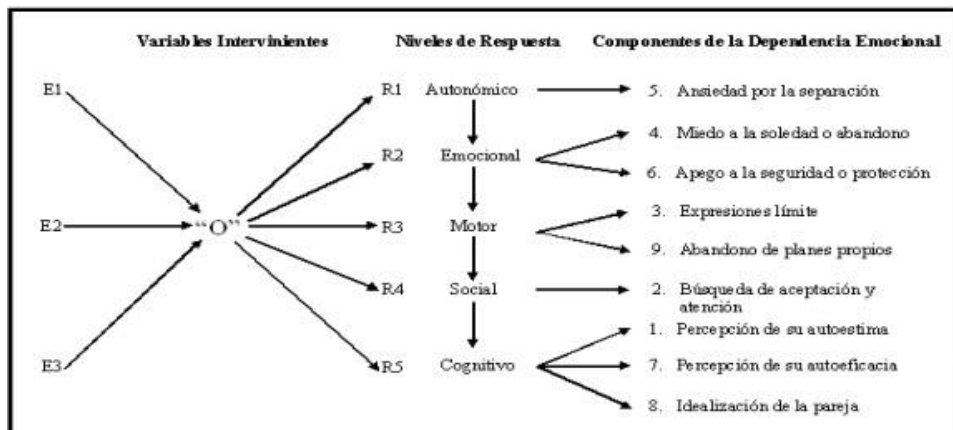 Variables Intervinientes Niveles de Respuesta Componentes de la Dependencia Emocional
E1 R1 Autonómico 5. Ansiedad por la separación
R2 Emocional 4. Miedo a la soledad o abandono
6. Apego a la seguridad o protección
E2 "O" R3 Motor 3. Expresiones límite
9. Abandono de planes propios
R4 Social 2. Búsqueda de aceptación y
atención
1. Percepción de su autoestima
E3 R5 Cognitivo 7. Percepción de su autoeficacia
8. Idealización de la pareja